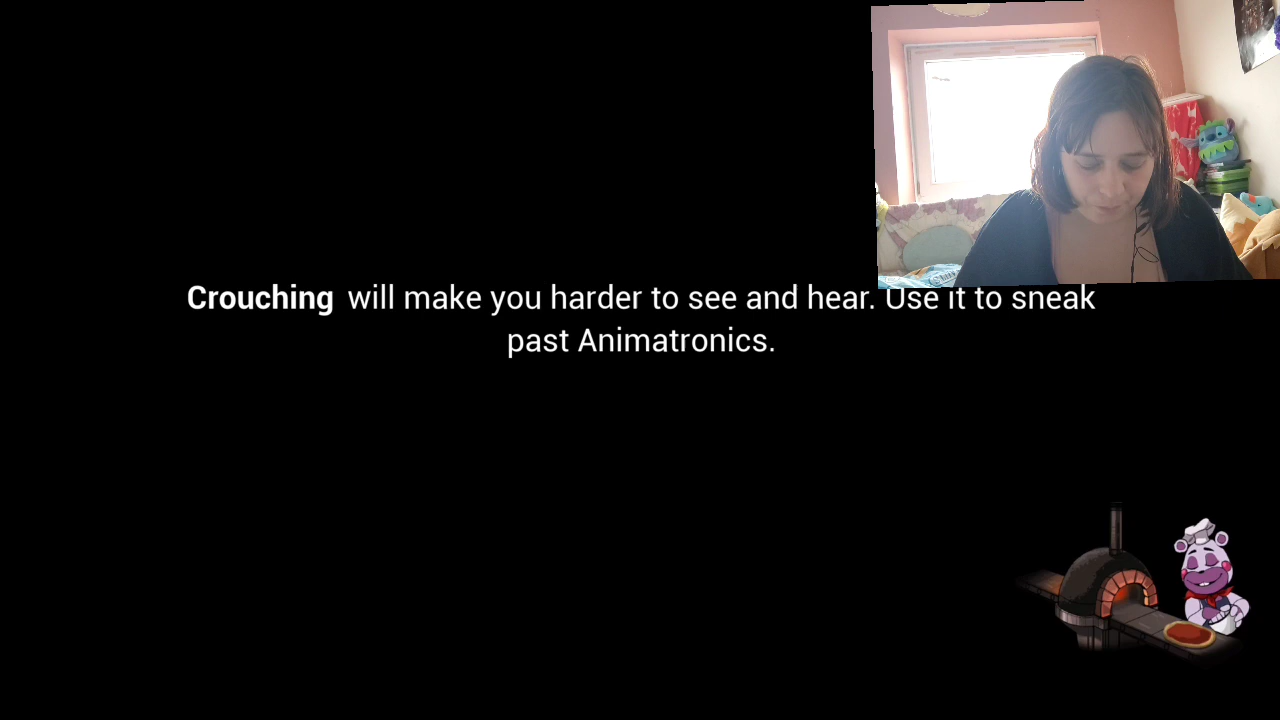 Crouching will make you harder to see and hear. Use it to sneak
past Animatronics.